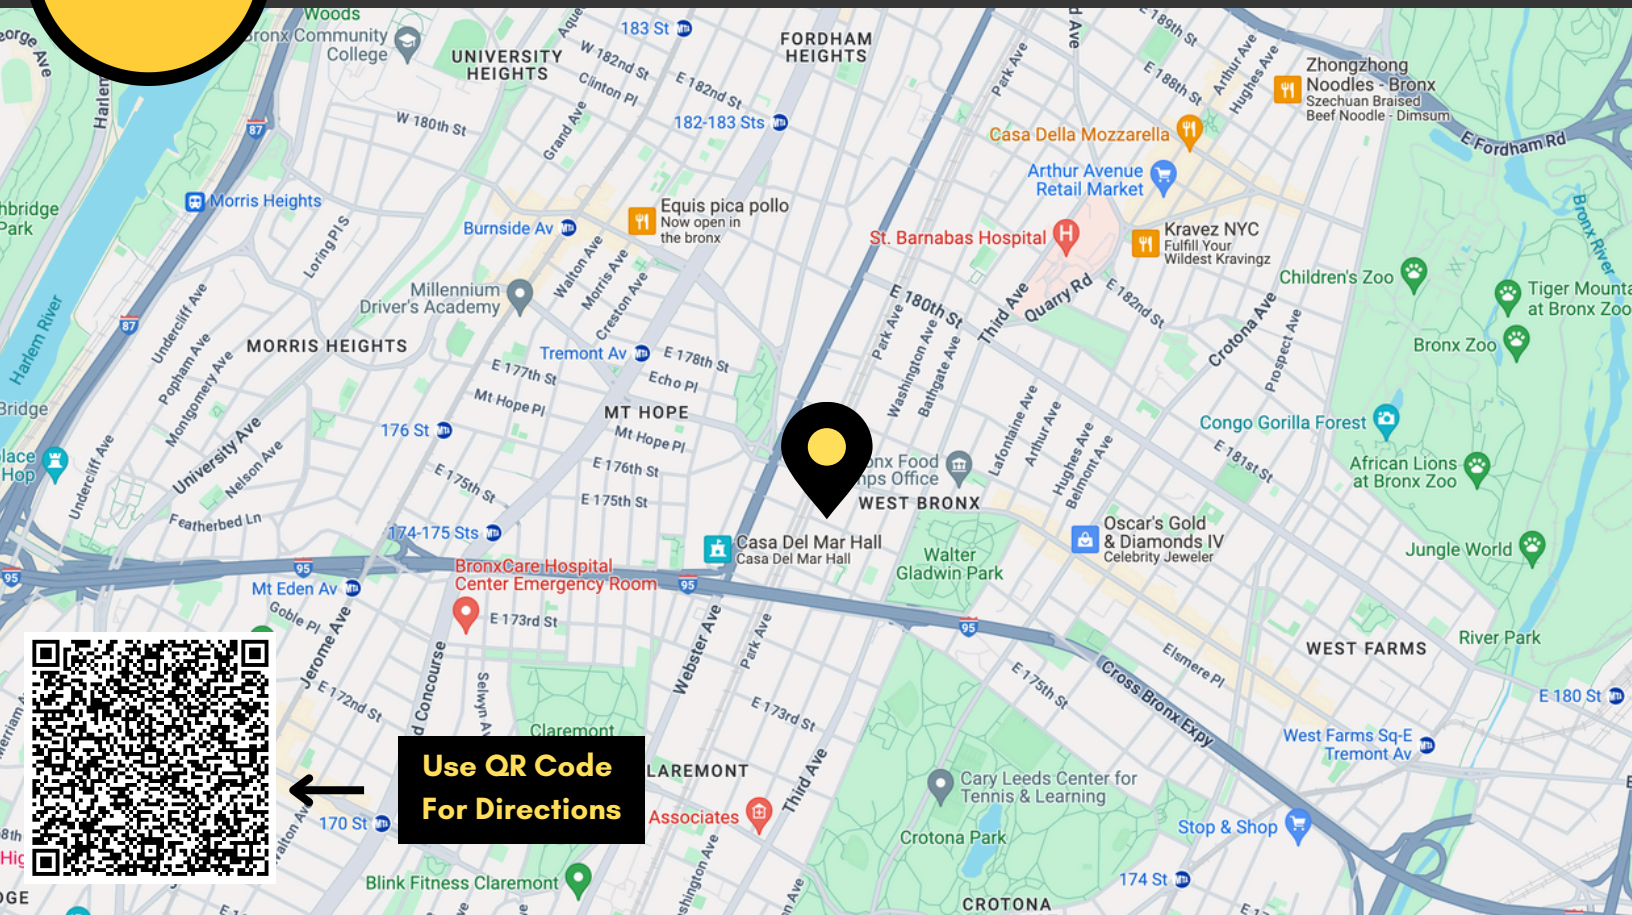 Woods
Bronx Community
College
UNIVERSITY
HEIGHTS
183 St
W 182nd St
Clinton Pl
E 182nd St
182-183 Sts
FORDHAM
HEIGHTS
Park Ave
E 189th St
E 188th St
Arthur Ave
Hughes Ave
Zhongzhong
Noodles - Bronx
Szechuan Braised
Beef Noodle - Dimsum
E Fordham Rd
Bronx River
87
W 180th St
Grand Ave
Casa Della Mozzarella
Arthur Avenue
Retail Market
Morris Heights
Loring Pl S
Burnside Av
Equis pica pollo
Now open in
the bronx
St. Barnabas Hospital
Kravez NYC
Fulfill Your
Wildest Kravingz
Children's Zoo
Tiger Mounta
at Bronx Zoo
Bronx Zoo
Park
Harlem River
87
Undercliff Ave
Popham Ave
Montgomery Ave
MORRIS HEIGHTS
Millennium
Driver's Academy
Walton Ave
Morris Ave
Creston Ave
Tremont Av
E 178th St
Echo Pl
E 177th St
Mt Hope Pl
MT HOPE
Mt Hope Pl
E 180th St
Third Ave
Quarry Rd
E 182nd St
Crotona Ave
Prospect Ave
Park Ave
Washington Ave
Bathgate Ave
Lafontaine Ave
Arthur Ave
Hughes Ave
Belmont Ave
Congo Gorilla Forest
E 181st St
African Lions
at Bronx Zoo
Bridge
Hop
Undercliff Ave
University Ave
Nelson Ave
Featherbed Ln
176 St
E 175th St
E 176th St
E 175th St
174-175 Sts
WEST BRONX
Walter
Gladwin Park
Oscar's Gold
& Diamonds IV
Celebrity Jeweler
Jungle World
Casa Del Mar Hall
Casa Del Mar Hall
BronxCare Hospital
Center Emergency Room
95
95
95
95
Mt Eden Av
Goble Pl
Jerome Ave
E 173rd St
Webster Ave
Park Ave
E 172nd St
Selwyn Av
E 173rd St
E 175th St
Cross Bronx Expy
Elsmere Pl
WEST FARMS
River Park
E 180 St
West Farms Sq-E
Tremont Av
Claremont
Use QR Code
For Directions
LAREMONT
Third Ave
Associates
170 St
Cary Leeds Center for
Tennis & Learning
Crotona Park
Stop & Shop
Blink Fitness Claremont
174 St
CROTONA